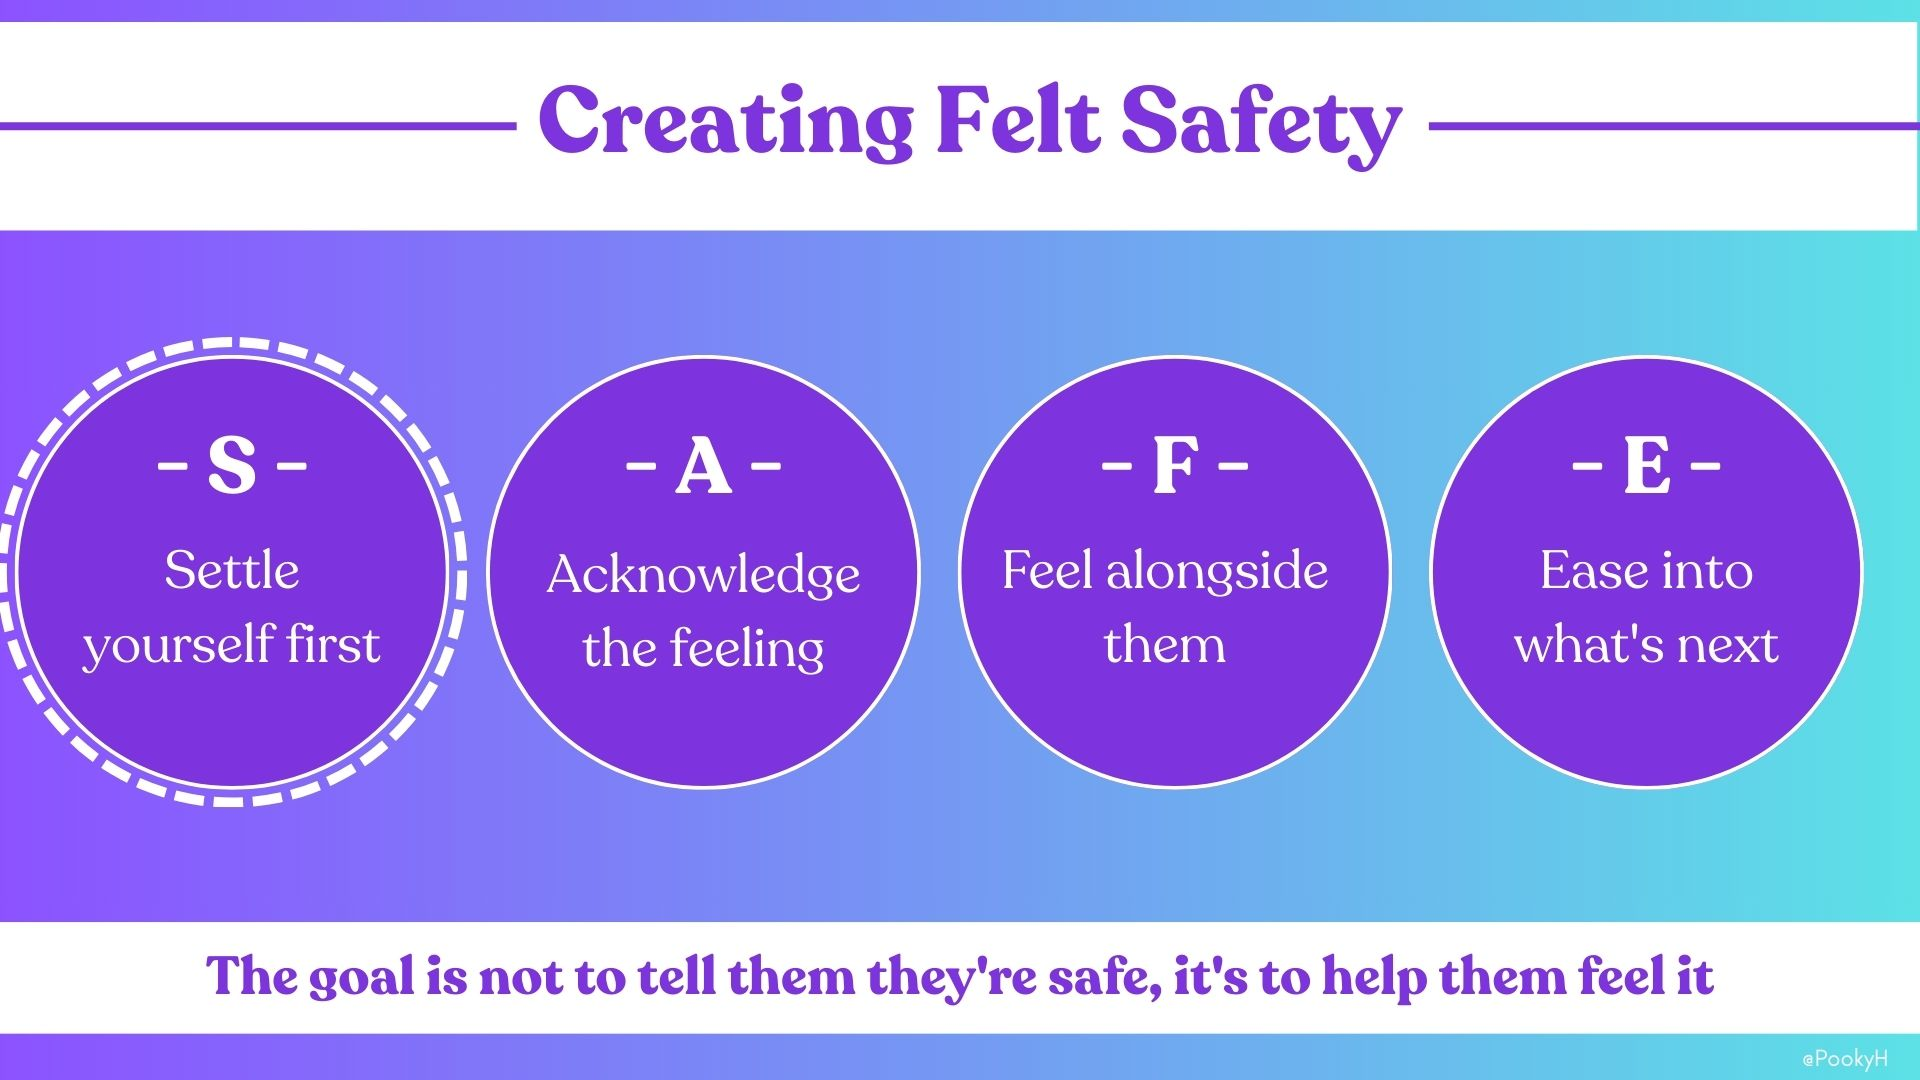 Creating Felt Safety
- S -
Settle
yourself first
- A -
Acknowledge
the feeling
- F -
Feel alongside
them
- E -
Ease into
what's next
The goal is not to tell them they're safe, it's to help them feel it
@PookyH